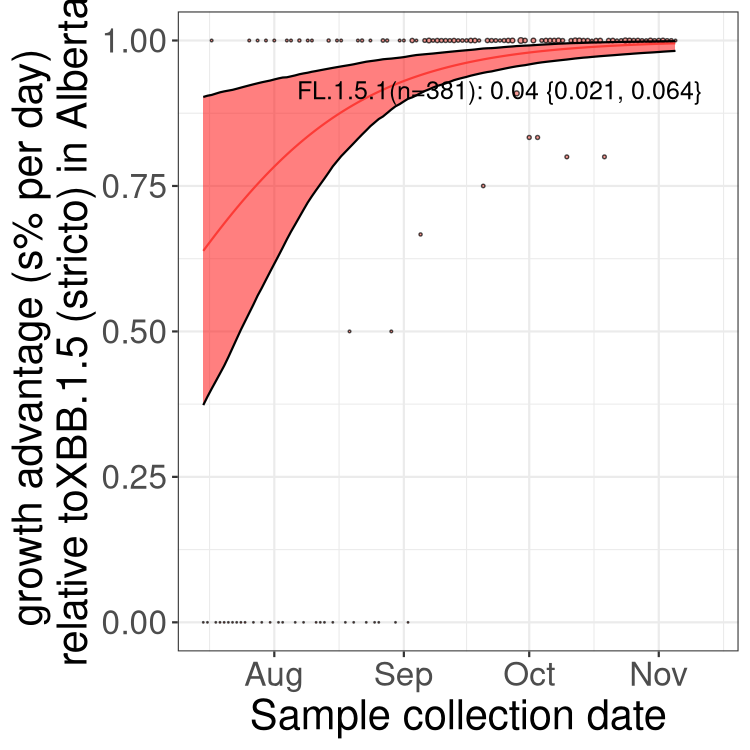 growth advantage (s% per day)
relative toXBB.1.5 (stricto) in Alberta
1.00
0.75
0.50
0.25
0.00
FL.1.5.1(n=381): 0.04 {0.021, 0.064}
Aug Sep Oct Nov
Sample collection date